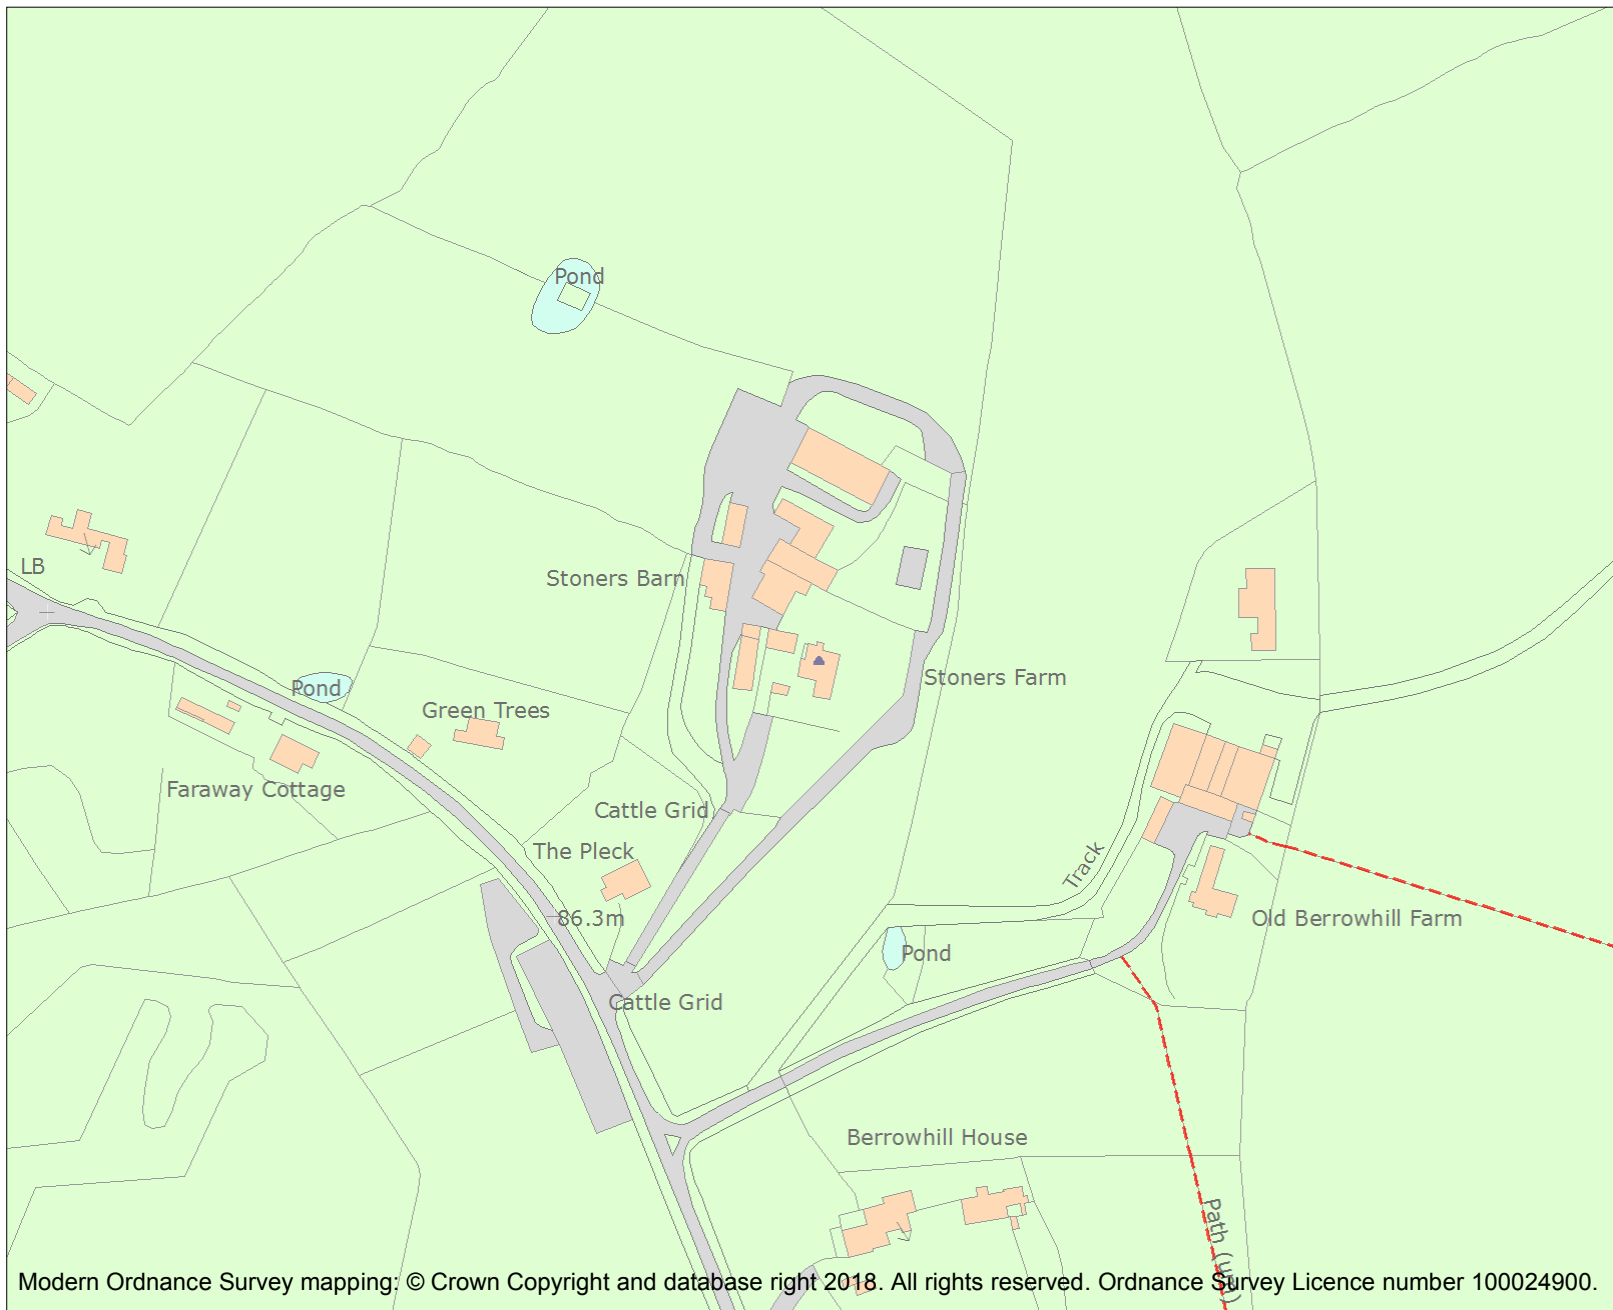 Pond
LB
Stoners Barn
Stoners Farm
Pond
Green Trees
Faraway Cottage
Cattle Grid
The Pleck
Track
86.3m
Old Berrowhill Farm
Pond
Cattle Grid
Berrowhill House
Path (um)
Modern Ordnance Survey mapping: © Crown Copyright and database right 2018. All rights reserved. Ordnance Survey Licence number 100024900.